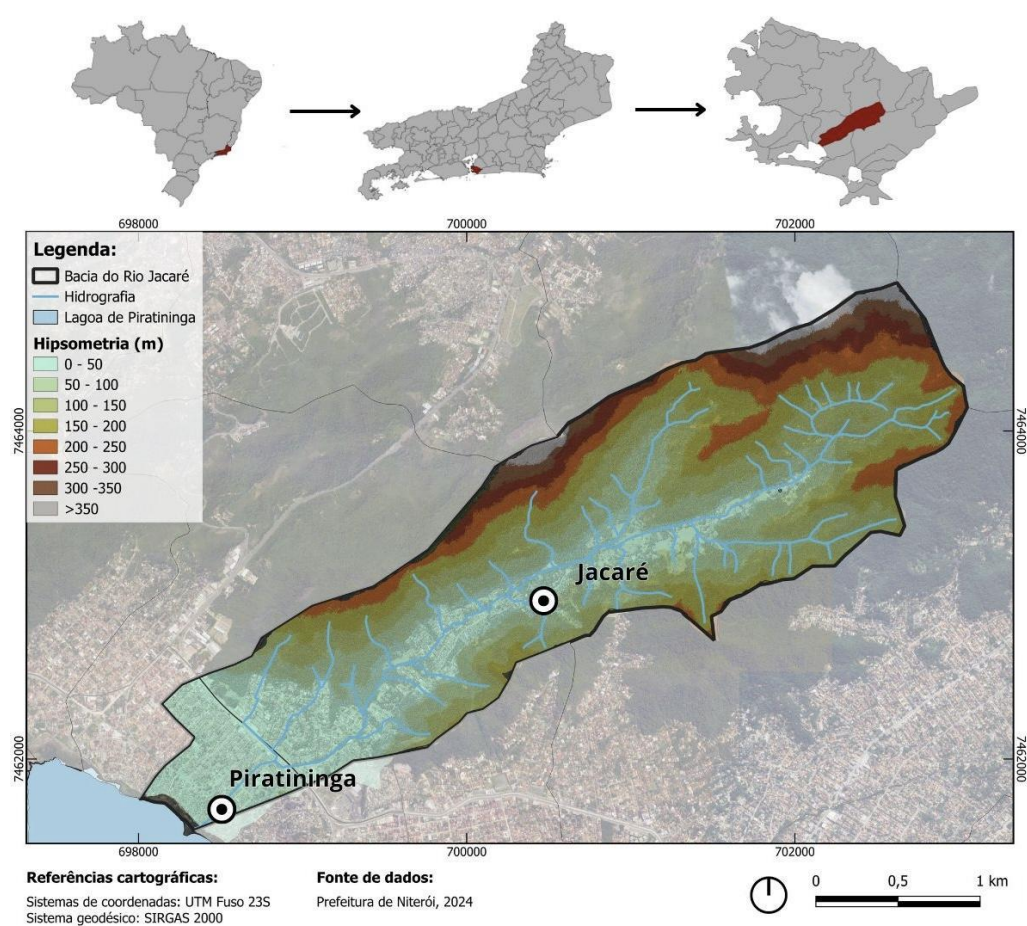 698000
700000
702000
Legenda:
Bacia do Rio Jacaré
Hidrografia
Lagoa de Piratininga
Hipsometria (m)
0 - 50
50 - 100
100 - 150
150 - 200
200 - 250
250 - 300
300 -350
>350
7464000
7464000
Jacaré
7462000
7462000
Piratininga
698000
700000
702000
Referências cartográficas:
Sistemas de coordenadas: UTM Fuso 23S
Sistema geodésico: SIRGAS 2000
Fonte de dados:
Prefeitura de Niterói, 2024
0 0,5 1 km